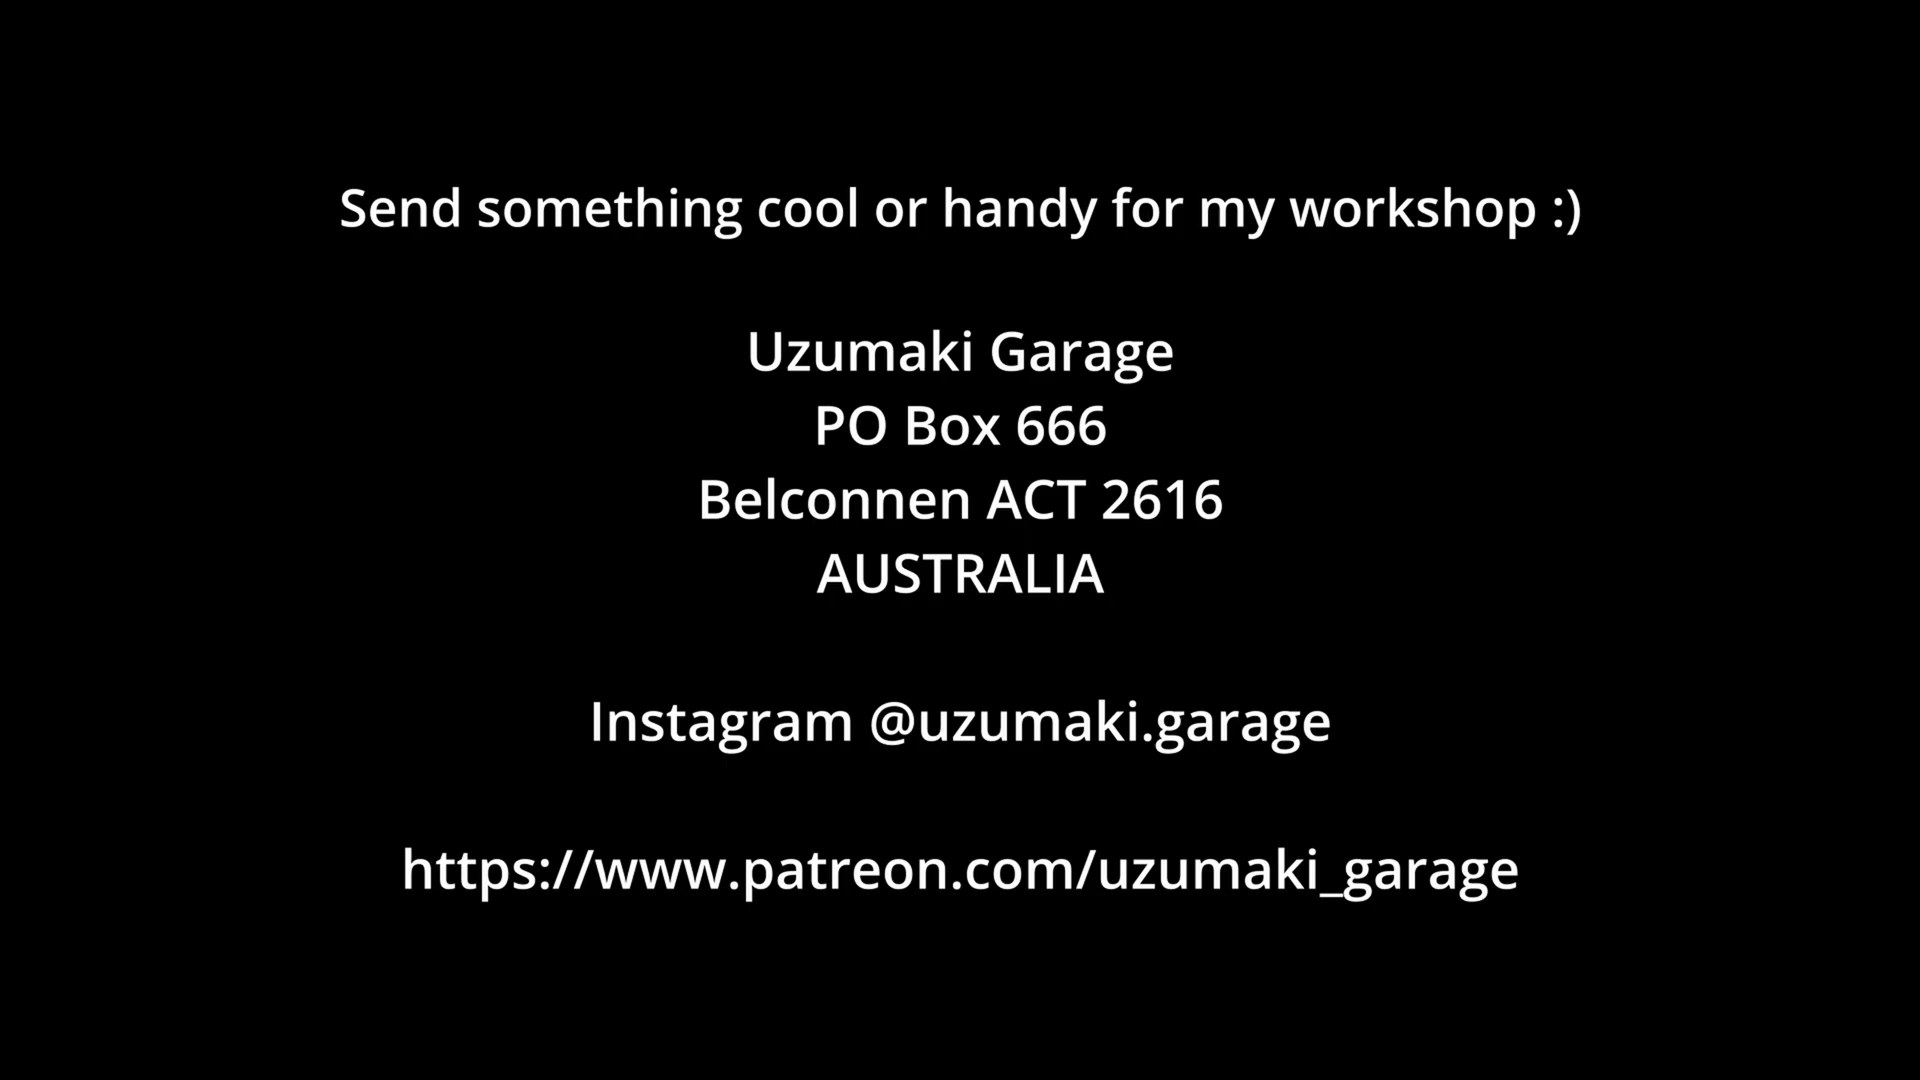 Send something cool or handy for my workshop :)
Uzumaki Garage
PO Box 666
Belconnen ACT 2616
AUSTRALIA
Instagram @uzumaki.garage
https://www.patreon.com/uzumaki_garage